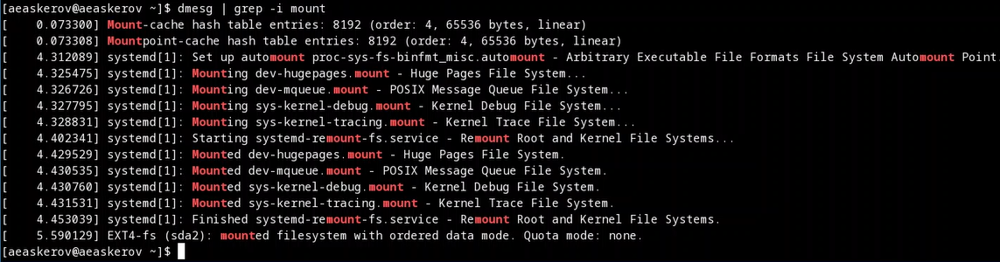 [aeaskerov@aeaskerov ~]$ dmesg | grep -i mount
[    0.073300] Mount-cache hash table entries: 8192 (order: 4, 65536 bytes, linear)
[    0.073308] Mountpoint-cache hash table entries: 8192 (order: 4, 65536 bytes, linear)
[    4.312089] systemd[1]: Set up automount proc-sys-fs-binfmt_misc.automount - Arbitrary Executable File Formats File System Automount Point.
[    4.325475] systemd[1]: Mounting dev-hugepages.mount - Huge Pages File System...
[    4.326726] systemd[1]: Mounting dev-mqueue.mount - POSIX Message Queue File System...
[    4.327795] systemd[1]: Mounting sys-kernel-debug.mount - Kernel Debug File System...
[    4.328831] systemd[1]: Mounting sys-kernel-tracing.mount - Kernel Trace File System...
[    4.402341] systemd[1]: Starting systemd-remount-fs.service - Remount Root and Kernel File Systems...
[    4.429529] systemd[1]: Mounted dev-hugepages.mount - Huge Pages File System.
[    4.430535] systemd[1]: Mounted dev-mqueue.mount - POSIX Message Queue File System.
[    4.430760] systemd[1]: Mounted sys-kernel-debug.mount - Kernel Debug File System.
[    4.431531] systemd[1]: Mounted sys-kernel-tracing.mount - Kernel Trace File System.
[    4.453039] systemd[1]: Finished systemd-remount-fs.service - Remount Root and Kernel File Systems.
[    5.590129] EXT4-fs (sda2): mounted filesystem with ordered data mode. Quota mode: none.
[aeaskerov@aeaskerov ~]$